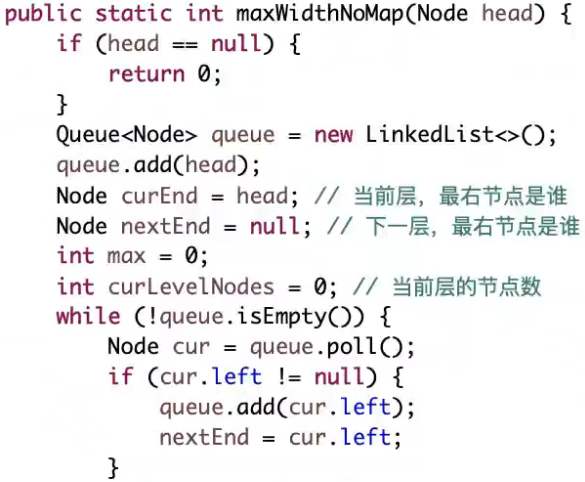 public static int maxWidthNoMap(Node head) {
    if (head == null) {
        return 0;
    }
    Queue<Node> queue = new LinkedList<>();
    queue.add(head);
    Node curEnd = head; // 当前层，最右节点是谁
    Node nextEnd = null; // 下一层，最右节点是谁
    int max = 0;
    int curLevelNodes = 0; // 当前层的节点数
    while (!queue.isEmpty()) {
        Node cur = queue.poll();
        if (cur.left != null) {
            queue.add(cur.left);
            nextEnd = cur.left;
        }